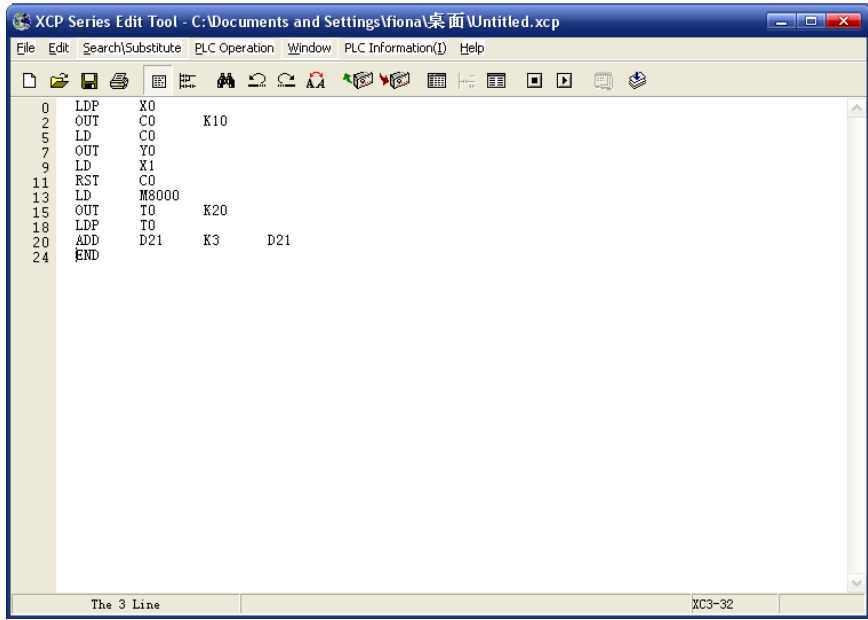 XCP Series Edit Tool - C:\Documents and Settings\fiona\桌面\Untitled.xcp
File Edit Search\Substitute PLC Operation Window PLC Information(I) Help
0 LDP X0
2 OUT C0 K10
5 LD C0
7 OUT Y0
9 LD X1
11 RST C0
13 LD M8000
15 OUT T0 K20
18 LDP T0
20 ADD D21 K3 D21
24 END
The 3 Line XC3-32